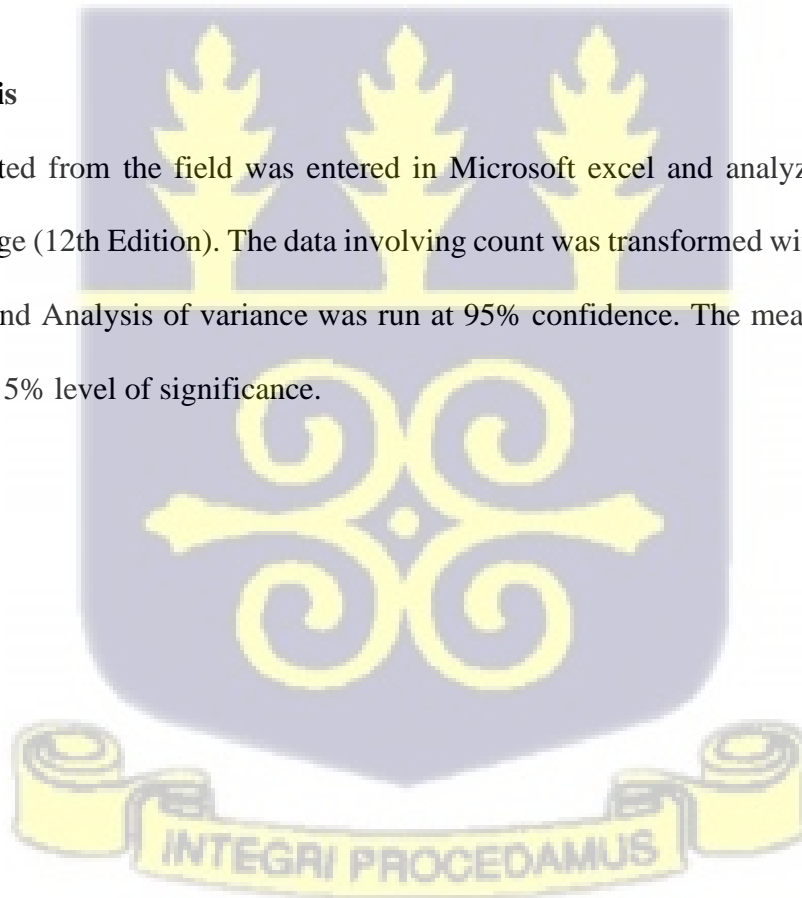 is
ted from the field was entered in Microsoft excel and analyz
ge (12th Edition). The data involving count was transformed wi
nd Analysis of variance was run at 95% confidence. The mea
5% level of significance.
INTEGRI PROCEDAMUS